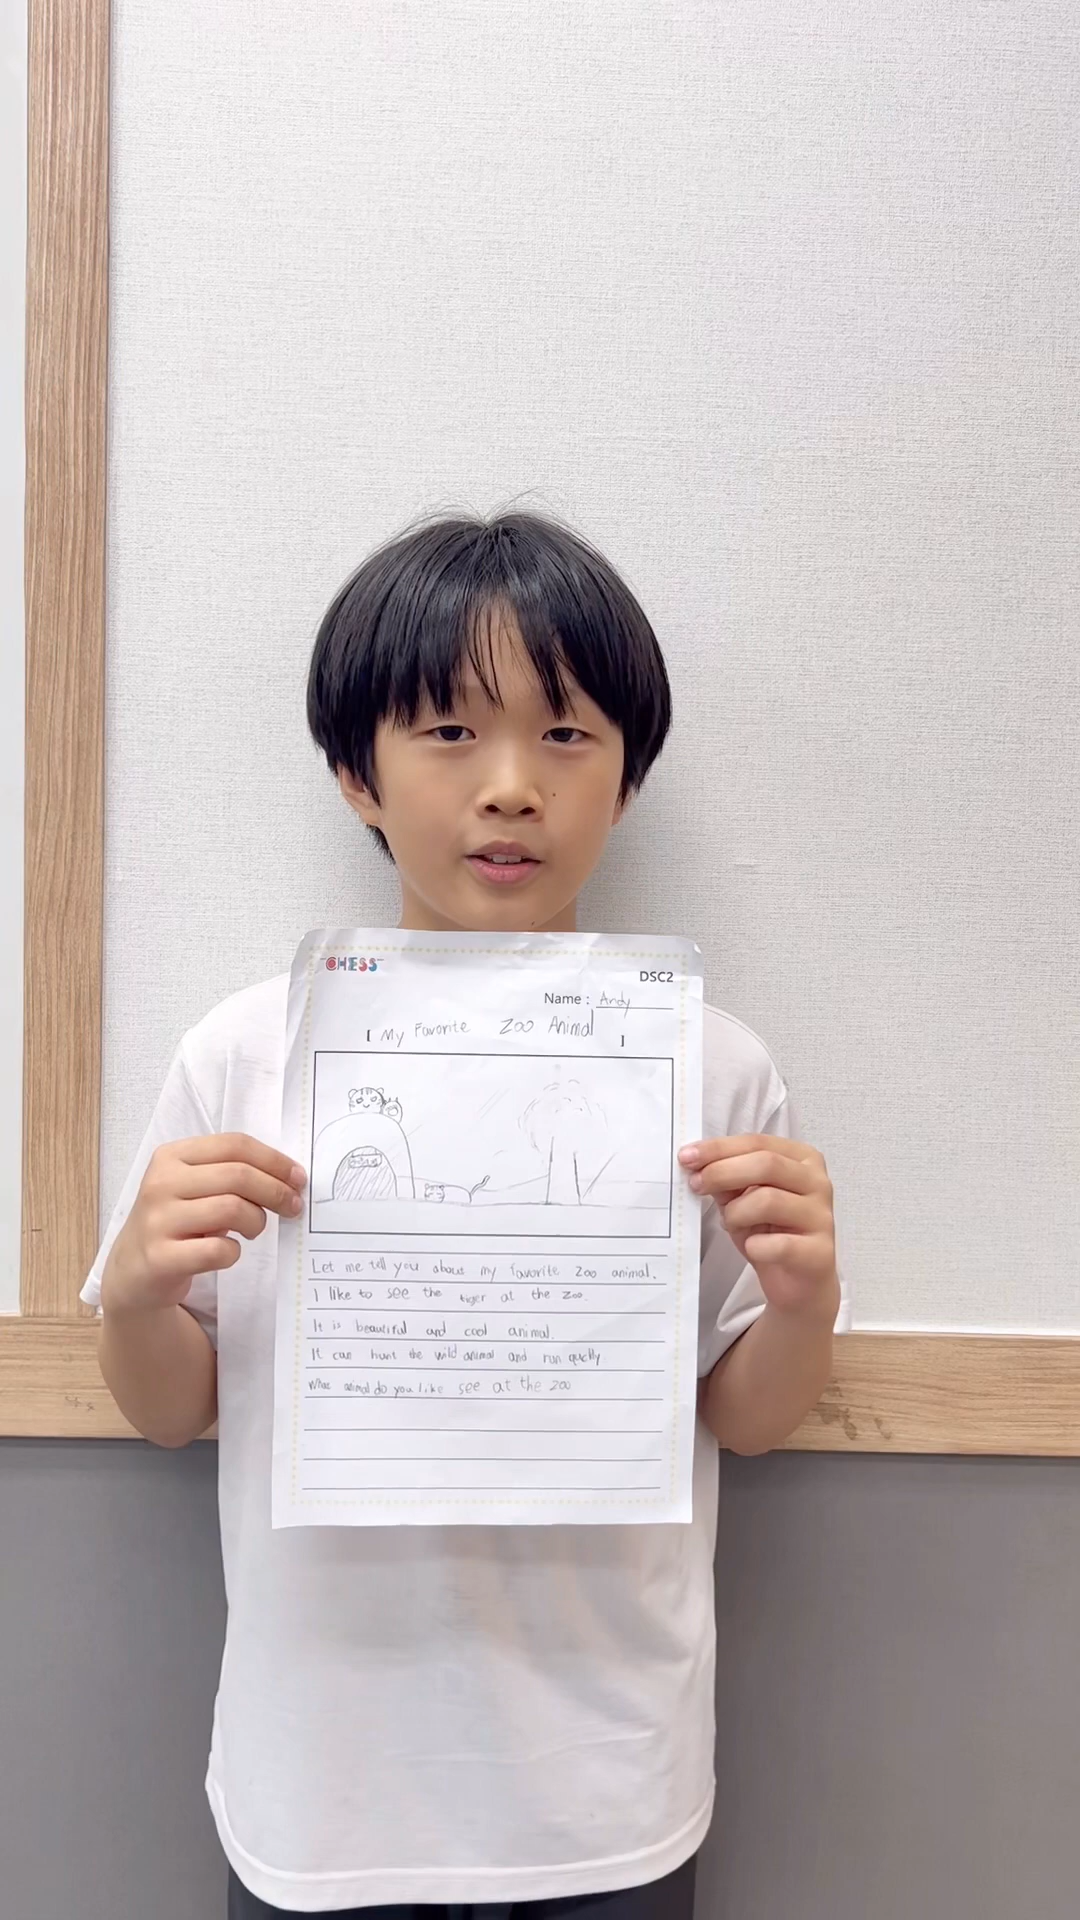 CHESS
DSC2
Name : Andy
[ My Favorite Zoo Animal ]
Let me tell you about my favorite zoo animal.
I like to see the tiger at the zoo.
It is beautiful and cool animal.
It can hunt the wild animal and run quclly
What animal do you like see at the zoo